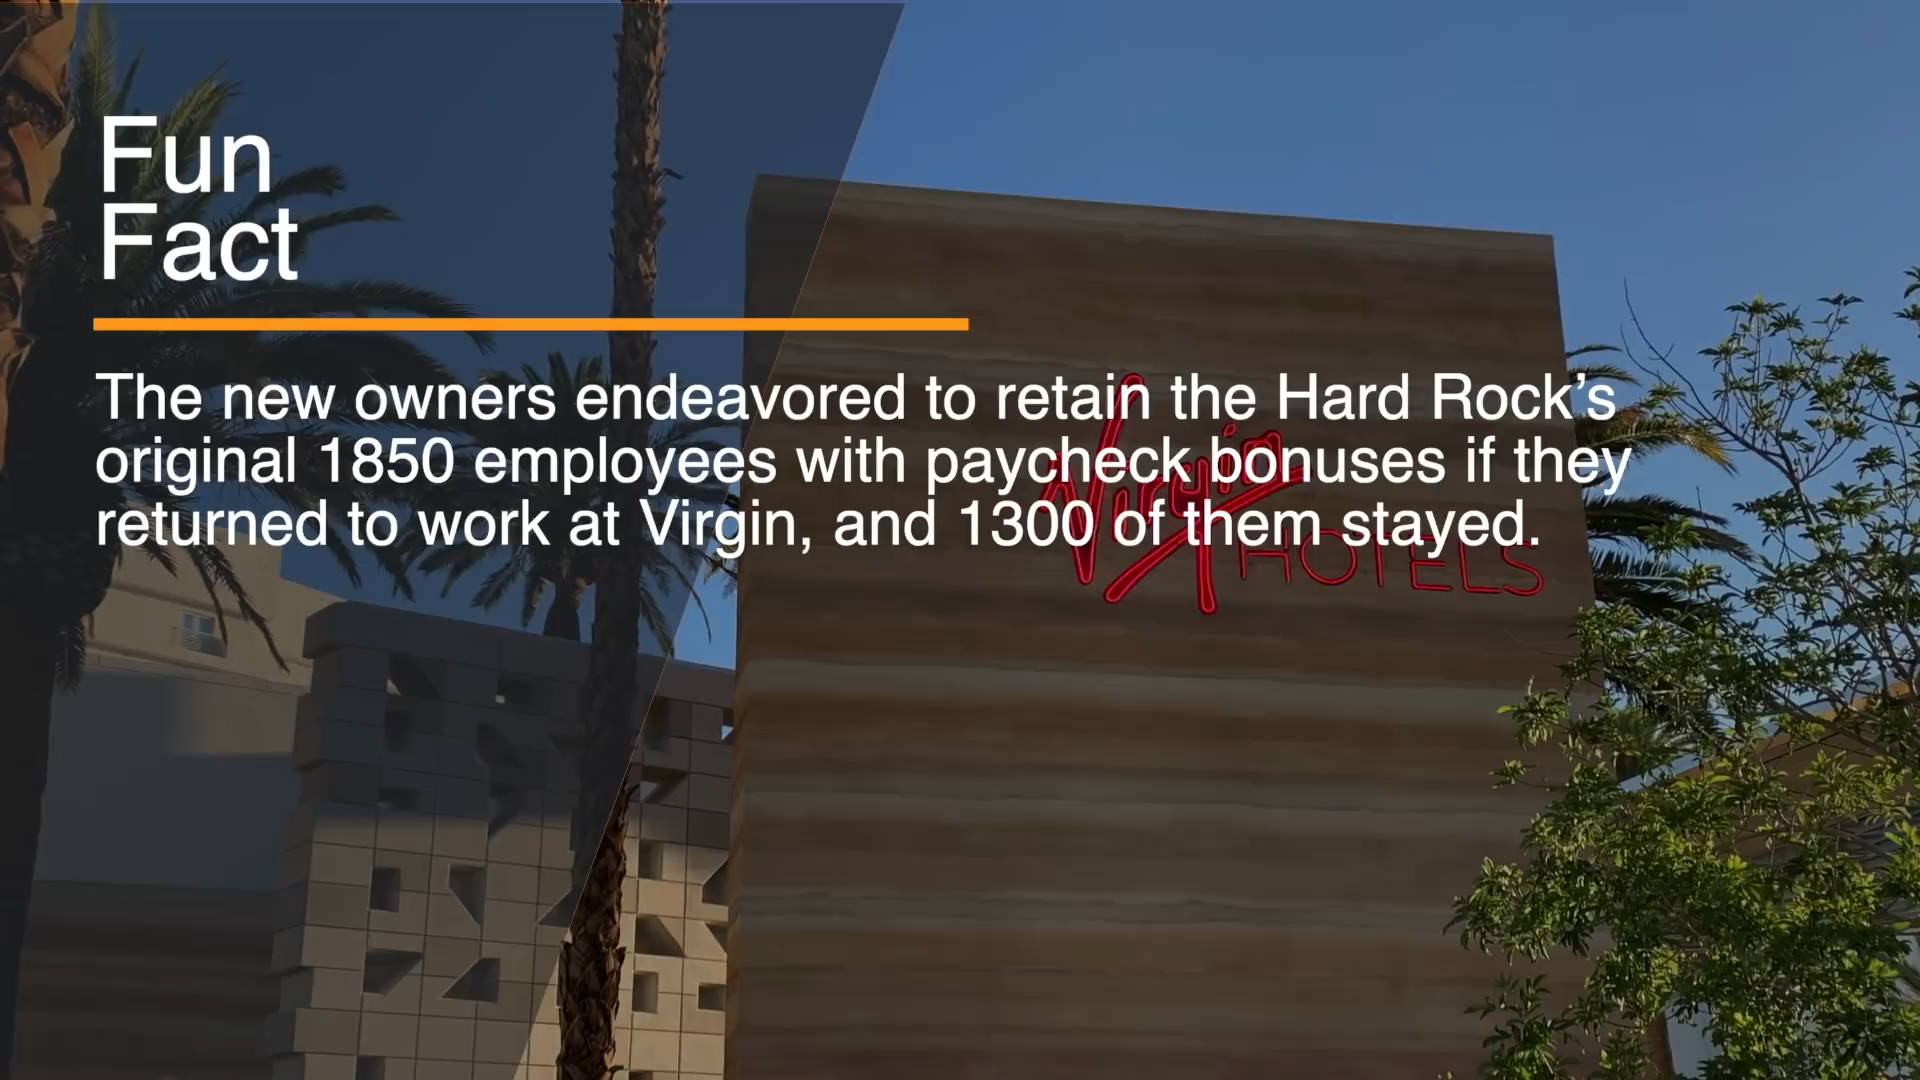 Fun
Fact
The new owners endeavored to retain the Hard Rock’s
original 1850 employees with paycheck bonuses if they
returned to work at Virgin, and 1300 of them stayed.
Virgin
HOTELS